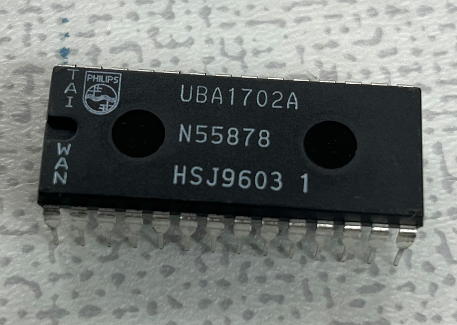 TAI
WAN
PHILIPS
UBA1702A
N55878
HSJ9603 1